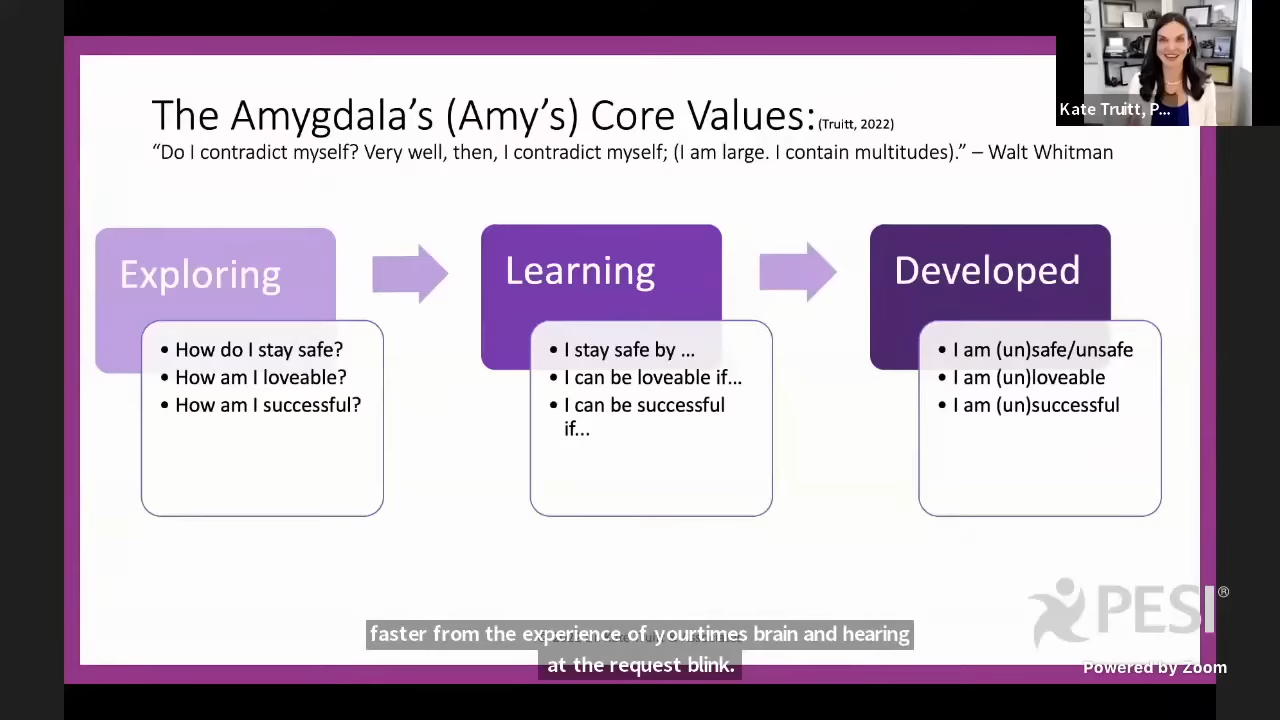 Kate Truitt, P...
The Amygdala's (Amy's) Core Values: (Truitt, 2022)
"Do I contradict myself? Very well, then, I contradict myself; (I am large. I contain multitudes)." – Walt Whitman
Exploring
• How do I stay safe?
• How am I loveable?
• How am I successful?
Learning
• I stay safe by ...
• I can be loveable if...
• I can be successful
if...
Developed
• I am (un)safe/unsafe
• I am (un)loveable
• I am (un)successful
faster from the experience of yourtimes brain and hearing
at the request blink.
PESI®
Powered by Zoom